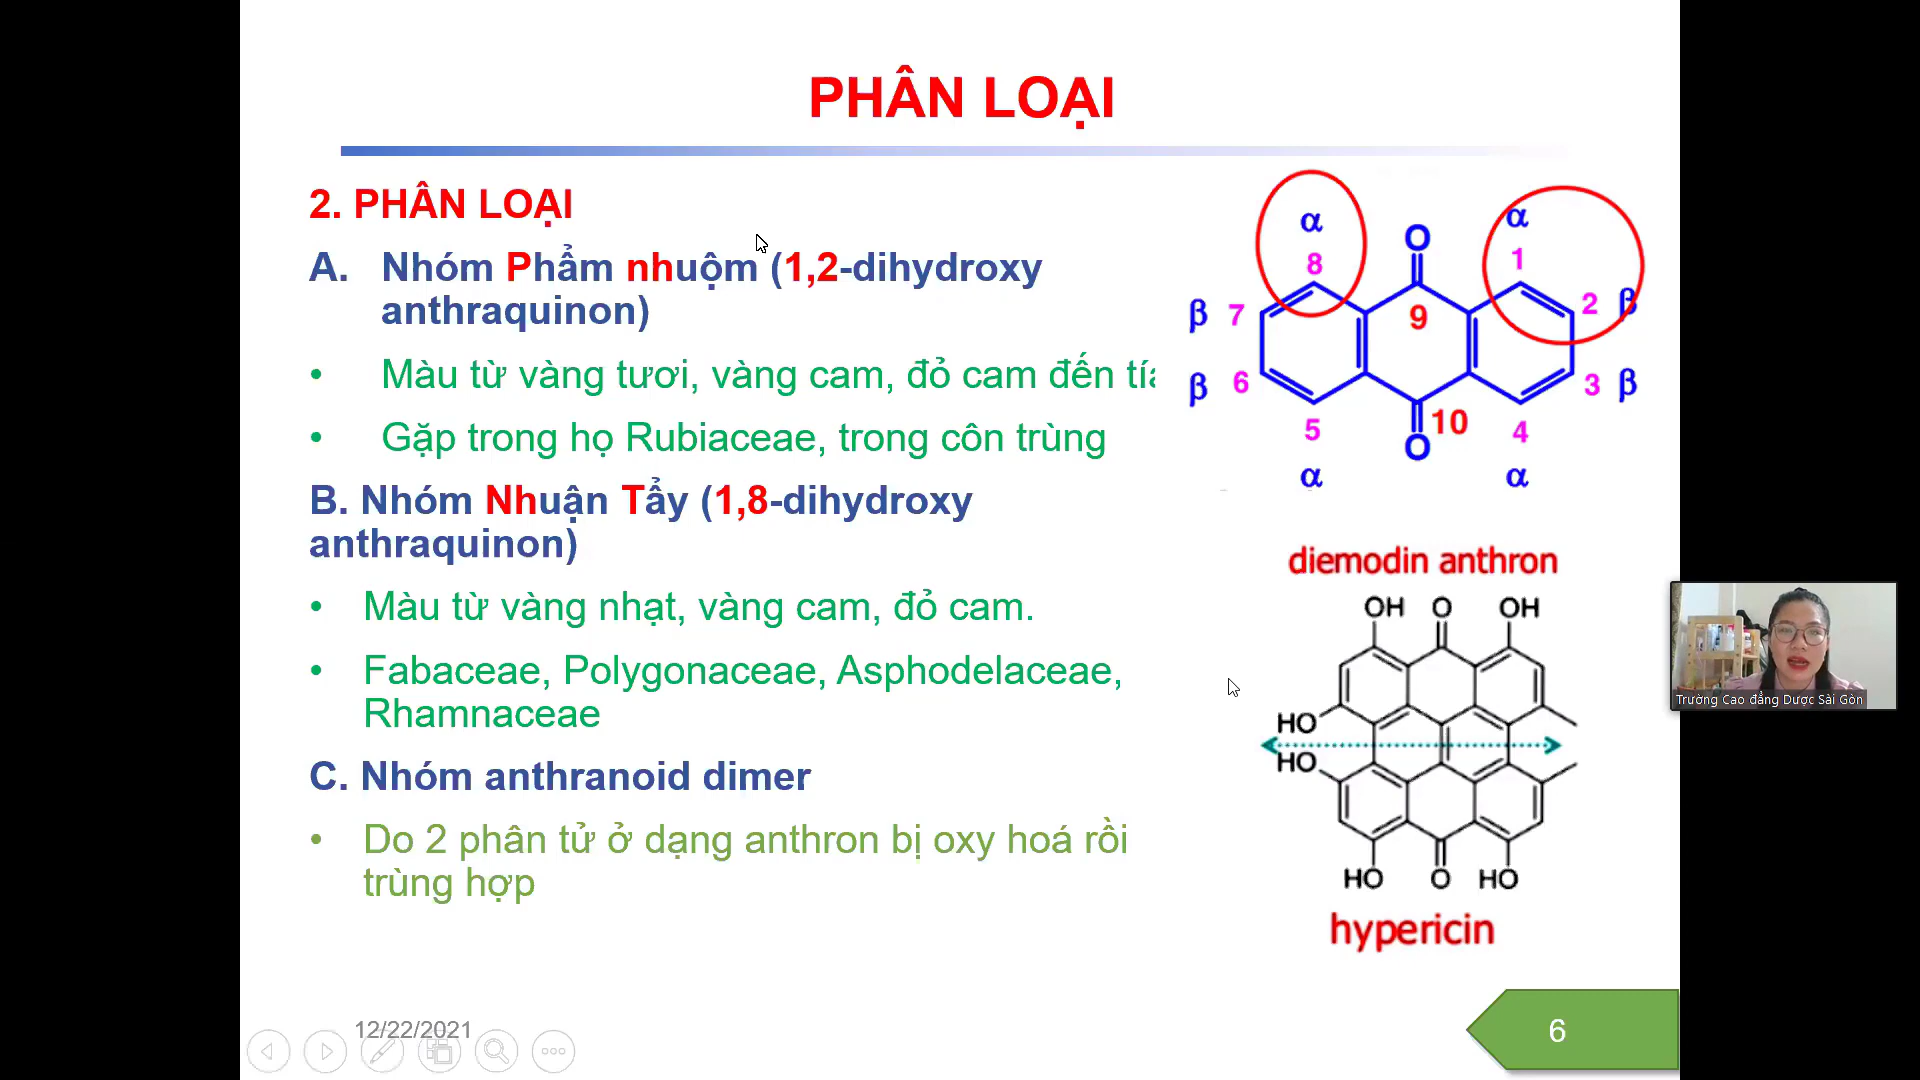 PHÂN LOẠI
2. PHÂN LOẠI
A. Nhóm Phẩm nhuộm (1,2-dihydroxy
anthraquinon)
• Màu từ vàng tươi, vàng cam, đỏ cam đến
• Gặp trong họ Rubiaceae, trong côn trùng
B. Nhóm Nhuận Tẩy (1,8-dihydroxy
anthraquinon)
• Màu từ vàng nhạt, vàng cam, đỏ cam.
• Fabaceae, Polygonaceae, Asphodelaceae,
Rhamnaceae
C. Nhóm anthranoid dimer
• Do 2 phân tử ở dạng anthron bị oxy hoá rồi
trùng hợp
α α
O
8 1
β 7 9 2 β
β 6 3 β
5 10 4
O
α α
diemodin anthron
OH O OH
HO
HO
HO O HO
hypericin
Trường Cao đẳng Dược Sài Gòn
12/22/2021
6